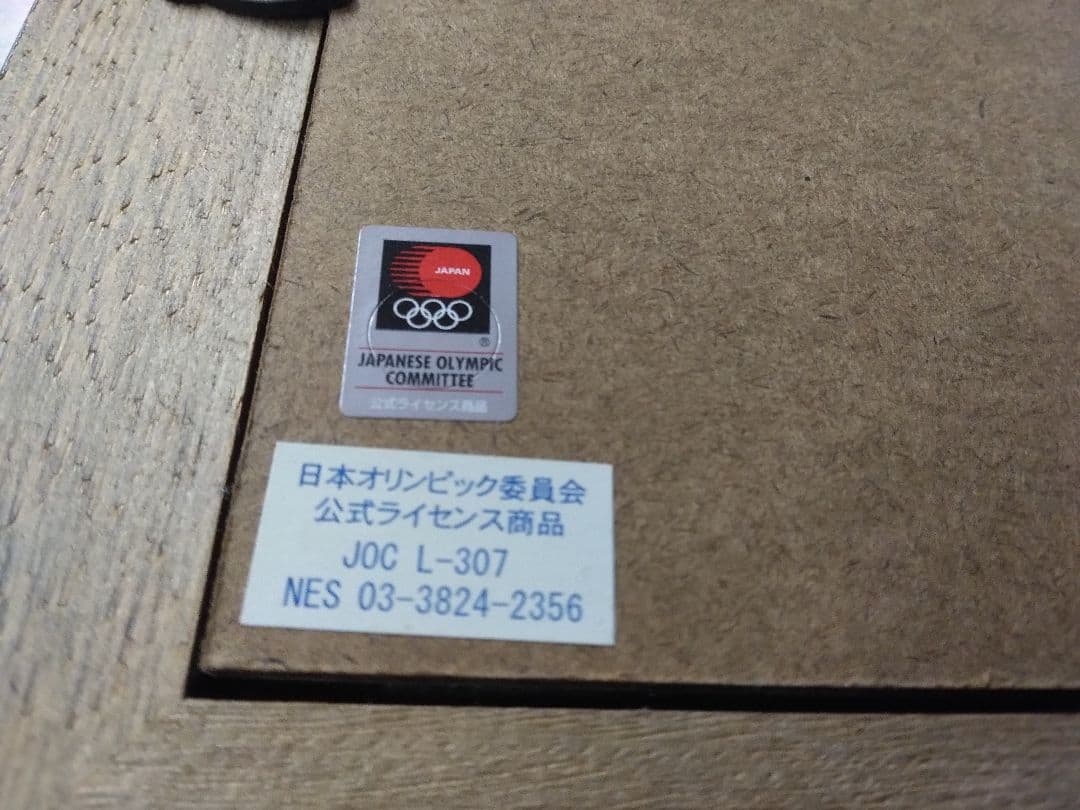 JAPAN
®
JAPANESE OLYMPIC
COMMITTEE
公式ライセンス商品
日本オリンピック委員会
公式ライセンス商品
JOC L-307
NES 03-3824-2356